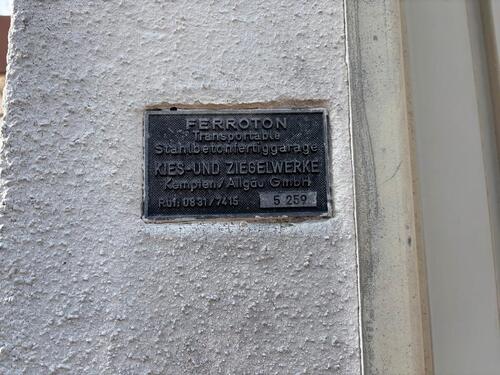 FERROTON
Transportable
Stahlbetonfertiggarage
KIES-UND ZIEGELWERKE
Kempten/Allgäu GmbH
Ruf: 0831/7415 5 259